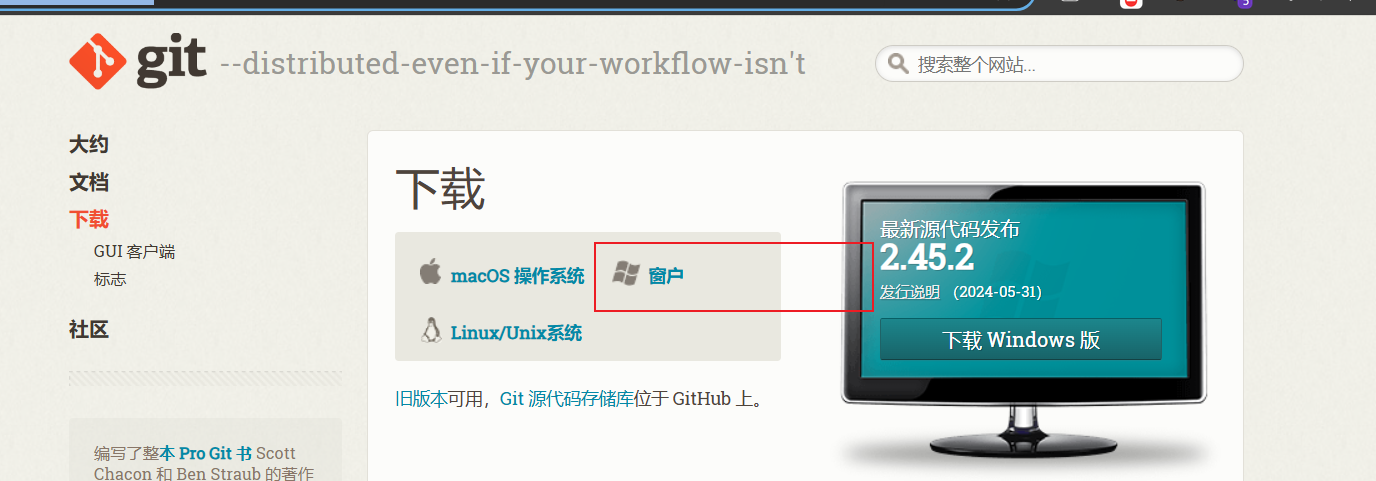 git --distributed-even-if-your-workflow-isn't
搜索整个网站...
大约
文档
下载
GUI 客户端
标志
社区
编写了整本 Pro Git 书 Scott
Chacon 和 Ben Straub 的著作
下载
macOS 操作系统
窗户
Linux/Unix系统
旧版本可用，Git 源代码存储库位于 GitHub 上。
最新源代码发布
2.45.2
发行说明 (2024-05-31)
下载 Windows 版